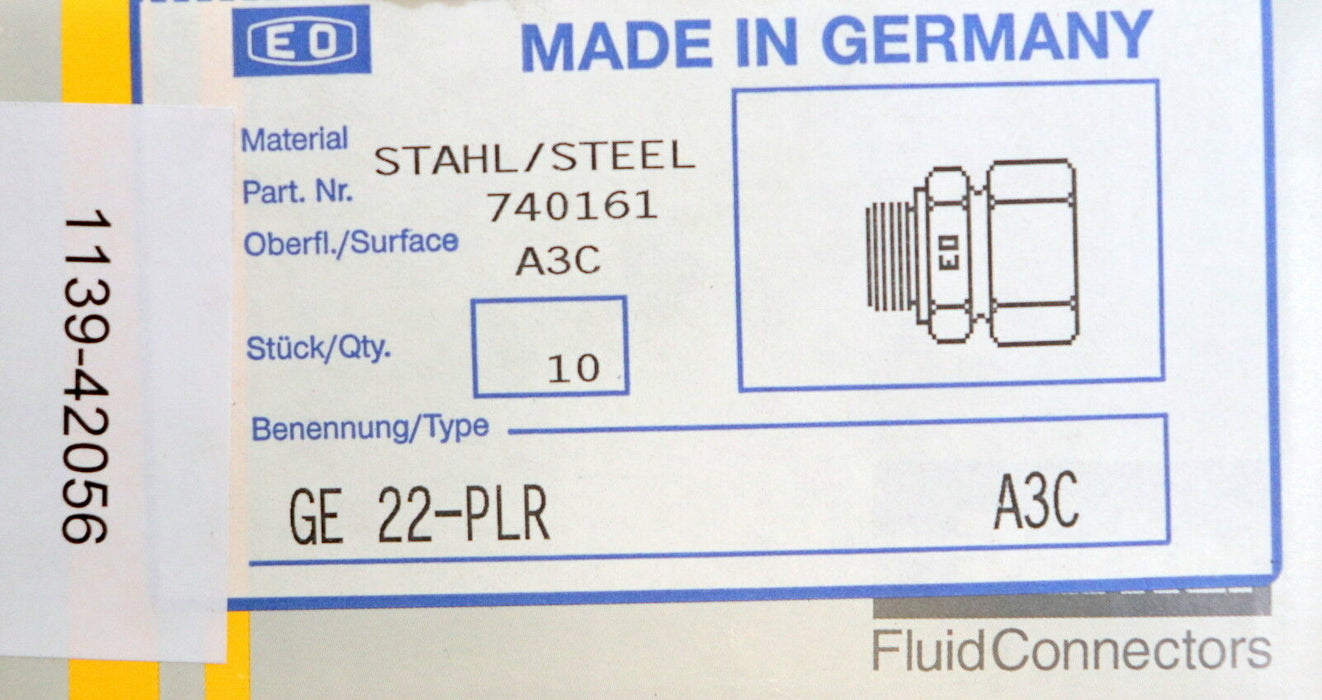 EO
MADE IN GERMANY
Material STAHL/STEEL
Part. Nr. 740161
Oberfl./Surface A3C
Stück/Qty. 10
EO
Benennung/Type
GE 22-PLR A3C
FluidConnectors
1139-42056